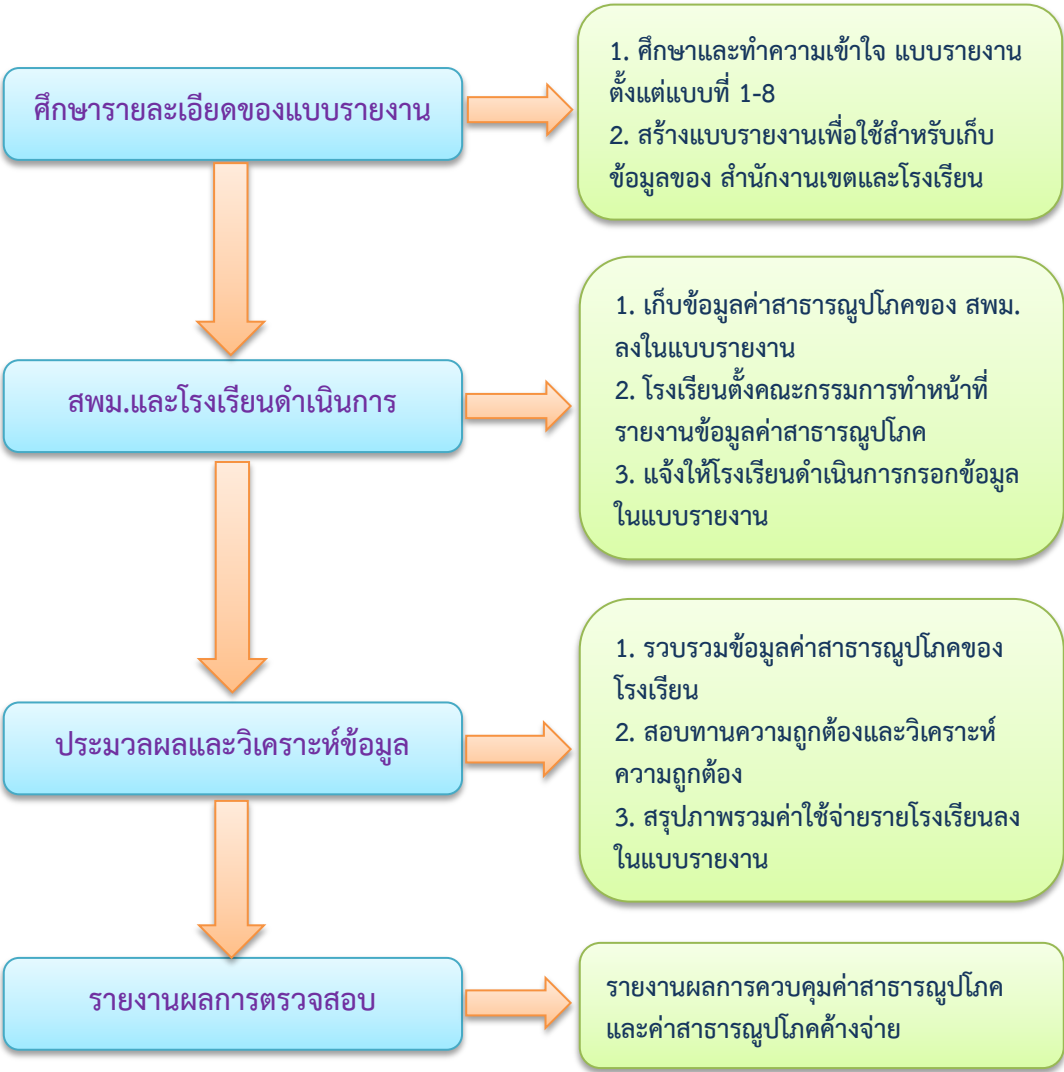 ศึกษารายละเอียดของแบบรายงาน
1. ศึกษาและทำความเข้าใจ แบบรายงาน
ตั้งแต่แบบที่ 1-8
2. สร้างแบบรายงานเพื่อใช้สำหรับเก็บ
ข้อมูลของ สำนักงานเขตและโรงเรียน
สพม.และโรงเรียนดำเนินการ
1. เก็บข้อมูลค่าสาธารณูปโภคของ สพม.
ลงในแบบรายงาน
2. โรงเรียนตั้งคณะกรรมการทำหน้าที่
รายงานข้อมูลค่าสาธารณูปโภค
3. แจ้งให้โรงเรียนดำเนินการกรอกข้อมูล
ในแบบรายงาน
ประมวลผลและวิเคราะห์ข้อมูล
1. รวบรวมข้อมูลค่าสาธารณูปโภคของ
โรงเรียน
2. สอบทานความถูกต้องและวิเคราะห์
ความถูกต้อง
3. สรุปภาพรวมค่าใช้จ่ายรายโรงเรียนลง
ในแบบรายงาน
รายงานผลการตรวจสอบ
รายงานผลการควบคุมค่าสาธารณูปโภค
และค่าสาธารณูปโภคค้างจ่าย